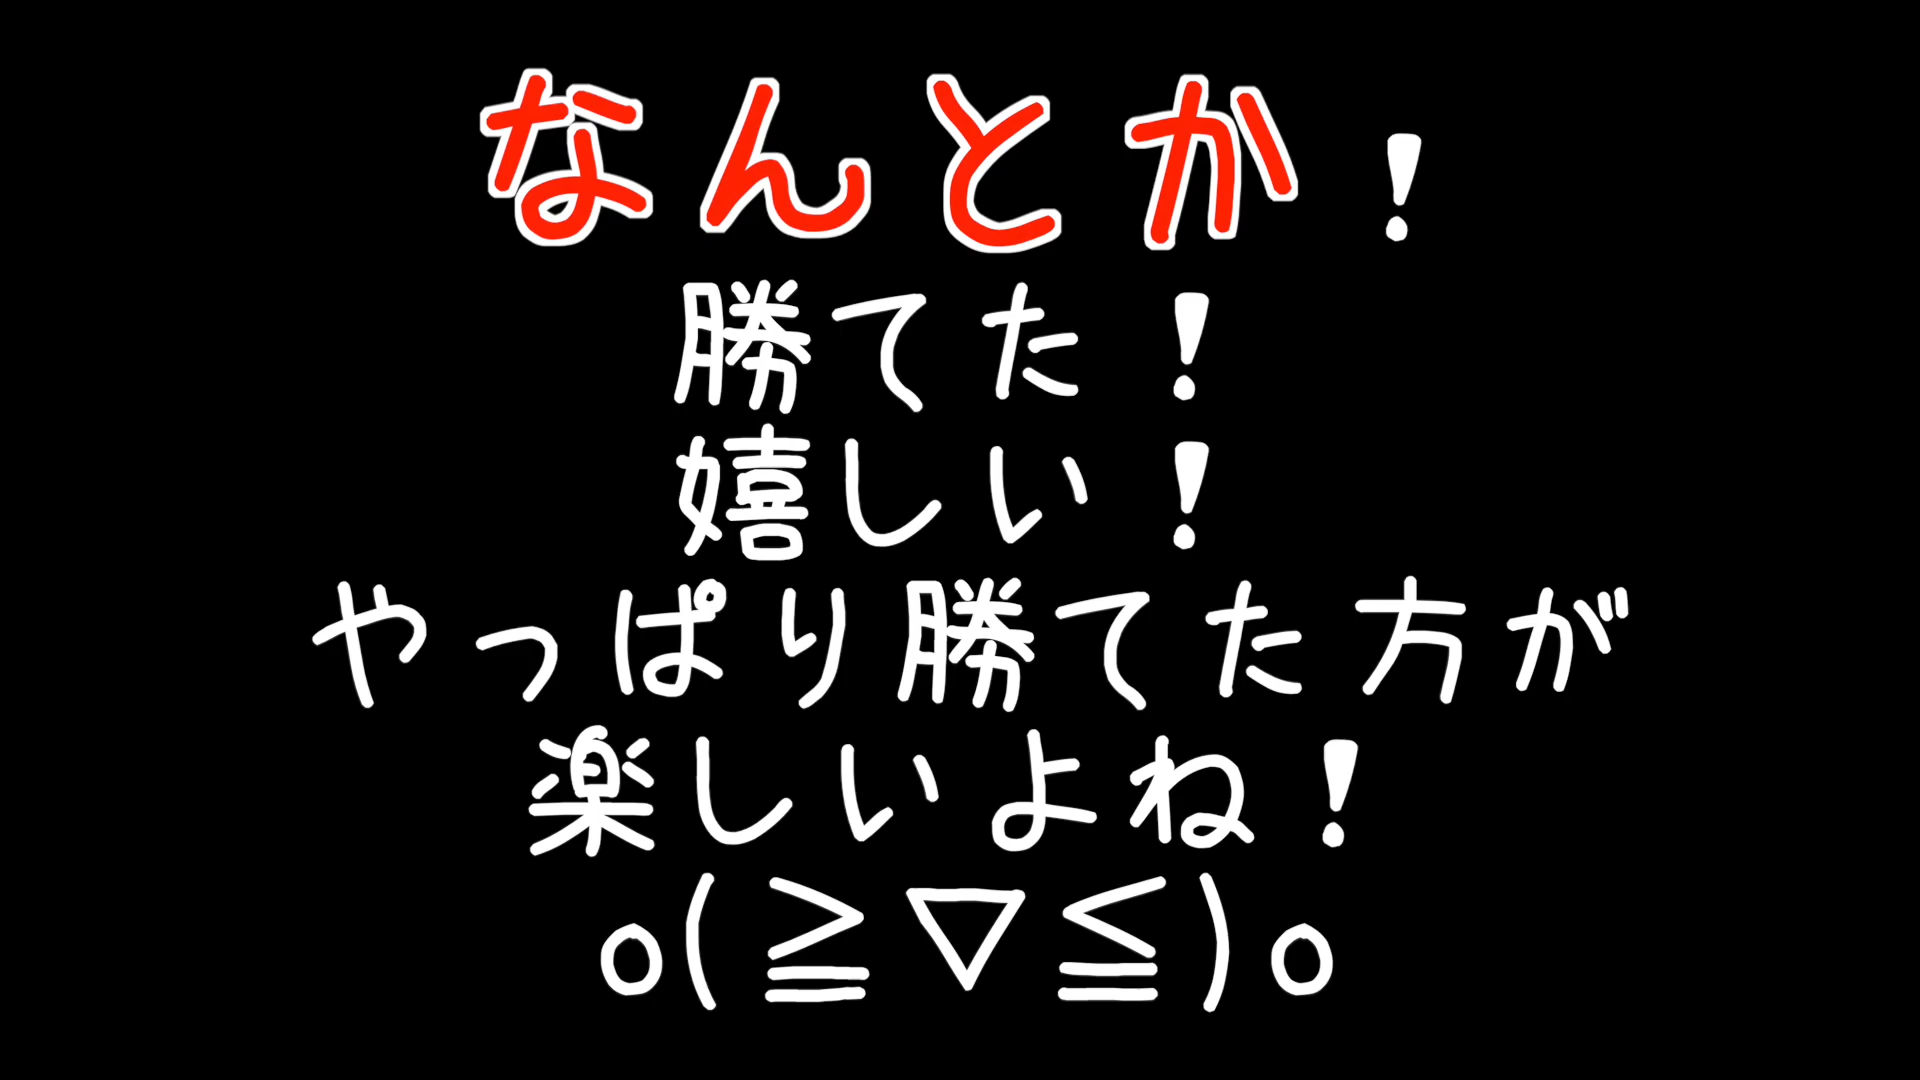 なんとか！
勝てた！
嬉しい！
やっぱり勝てた方が
楽しいよね！
o(≧▽≦)o